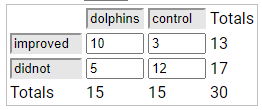 dolphins control Totals
improved 10 3 13
didnot 5 12 17
Totals 15 15 30